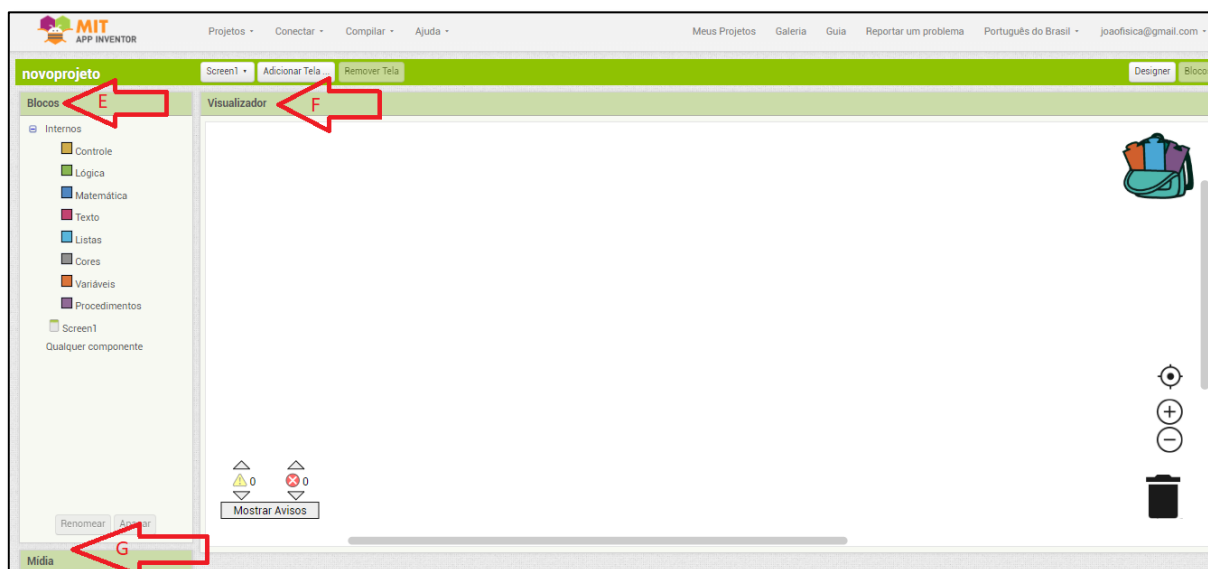 MIT
APP INVENTOR
Projetos Conectar Compilar Ajuda Meus Projetos Galeria Guia Reportar um problema Português do Brasil joaofisica@gmail.com
novoprojeto Screen1 Adicionar Tela ... Remover Tela Designer Bloco
Blocos E Visualizador F
Internos
Controle
Lógica
Matemática
Texto
Listas
Cores
Variáveis
Procedimentos
Screen1
Qualquer componente
0 0
Mostrar Avisos
Renomear Apagar
G
Mídia